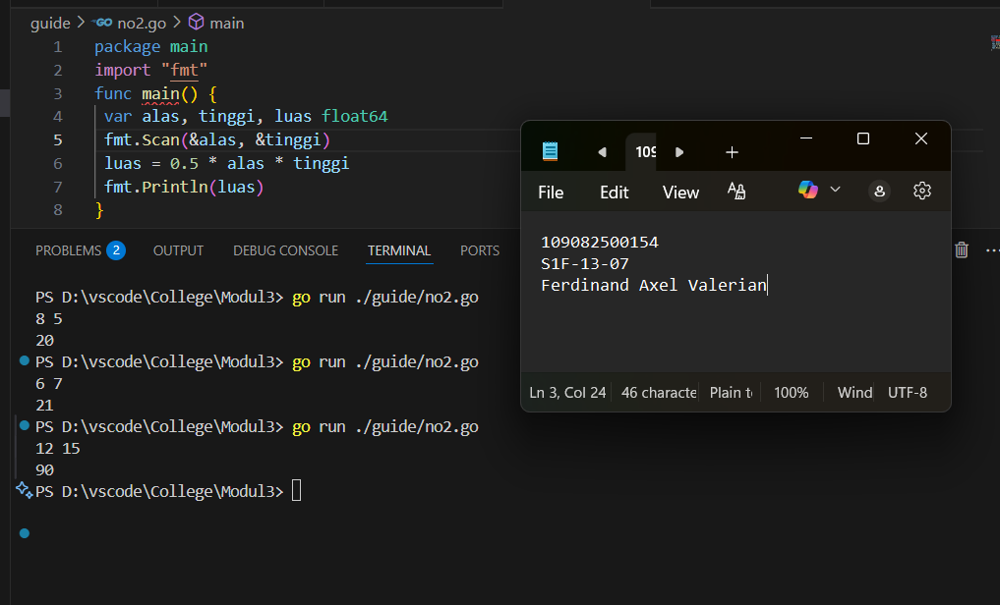 guide > no2.go > main
1 package main
2 import "fmt"
3 func main() {
4 var alas, tinggi, luas float64
5 fmt.Scan(&alas, &tinggi)
6 luas = 0.5 * alas * tinggi
7 fmt.Println(luas)
8 }
PROBLEMS 2 OUTPUT DEBUG CONSOLE TERMINAL PORTS
PS D:\vscode\College\Modul3> go run ./guide/no2.go
8 5
20
PS D:\vscode\College\Modul3> go run ./guide/no2.go
6 7
21
PS D:\vscode\College\Modul3> go run ./guide/no2.go
12 15
90
PS D:\vscode\College\Modul3>
109
File Edit View
109082500154
S1F-13-07
Ferdinand Axel Valerian
Ln 3, Col 24 46 characte Plain t 100% Wind UTF-8